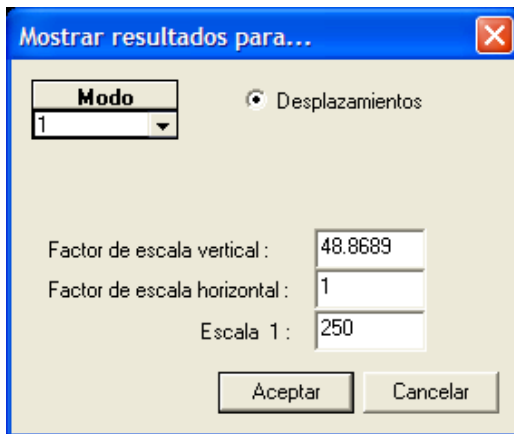 Mostrar resultados para...
Modo
1
Desplazamientos
Factor de escala vertical : 48.8689
Factor de escala horizontal : 1
Escala 1 : 250
Aceptar Cancelar